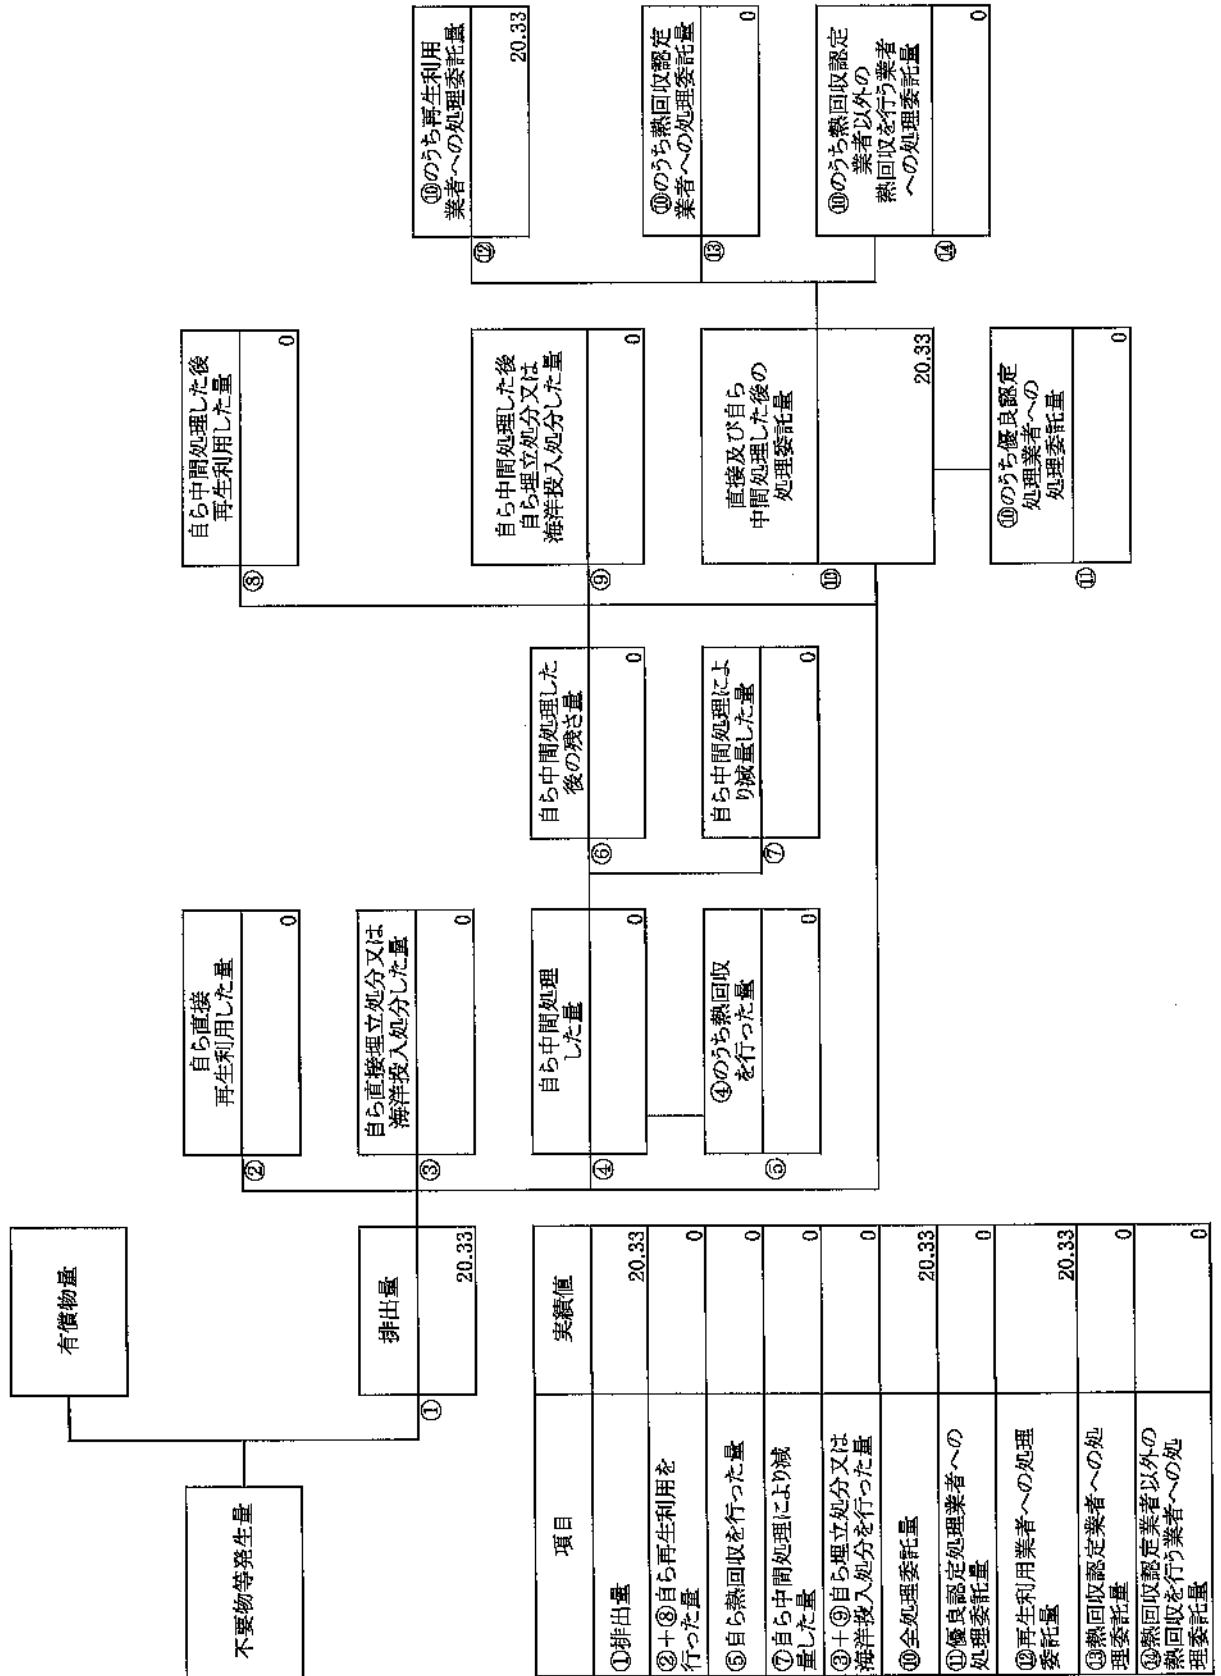 不要物等発生量
有償物量
①
排出量
20.33
②
自ら直接
再生利用した量
0
③
自ら直接埋立処分又は
海洋投入処分した量
0
④
自ら中間処理
した量
0
⑤
④のうち熱回収
を行った量
0
⑥
自ら中間処理した
後の残さ量
0
⑦
自ら中間処理によ
り減量した量
0
⑧
自ら中間処理した後
再生利用した量
0
⑨
自ら中間処理した後
自ら埋立処分又は
海洋投入処分した量
0
⑩
直接及び自ら
中間処理した後の
処理委託量
20.33
⑪
⑩のうち優良認定
処理業者への
処理委託量
0
⑫
⑩のうち再生利用
業者への処理委託量
20.33
⑬
⑩のうち熱回収認定
業者への処理委託量
0
⑭
⑩のうち熱回収認定
業者以外の
熱回収を行う業者
への処理委託量
0
項目 実績値
①排出量 20.33
②+⑧自ら再生利用を
行った量 0
⑤自ら熱回収を行った量 0
⑦自ら中間処理により減
量した量 0
③+⑨自ら埋立処分又は
海洋投入処分を行った量 0
⑩全処理委託量 20.33
⑪優良認定処理業者への
処理委託量 0
⑫再生利用業者への処理
委託量 20.33
⑬熱回収認定業者への処
理委託量 0
⑭熱回収認定業者以外の
熱回収を行う業者への処
理委託量 0